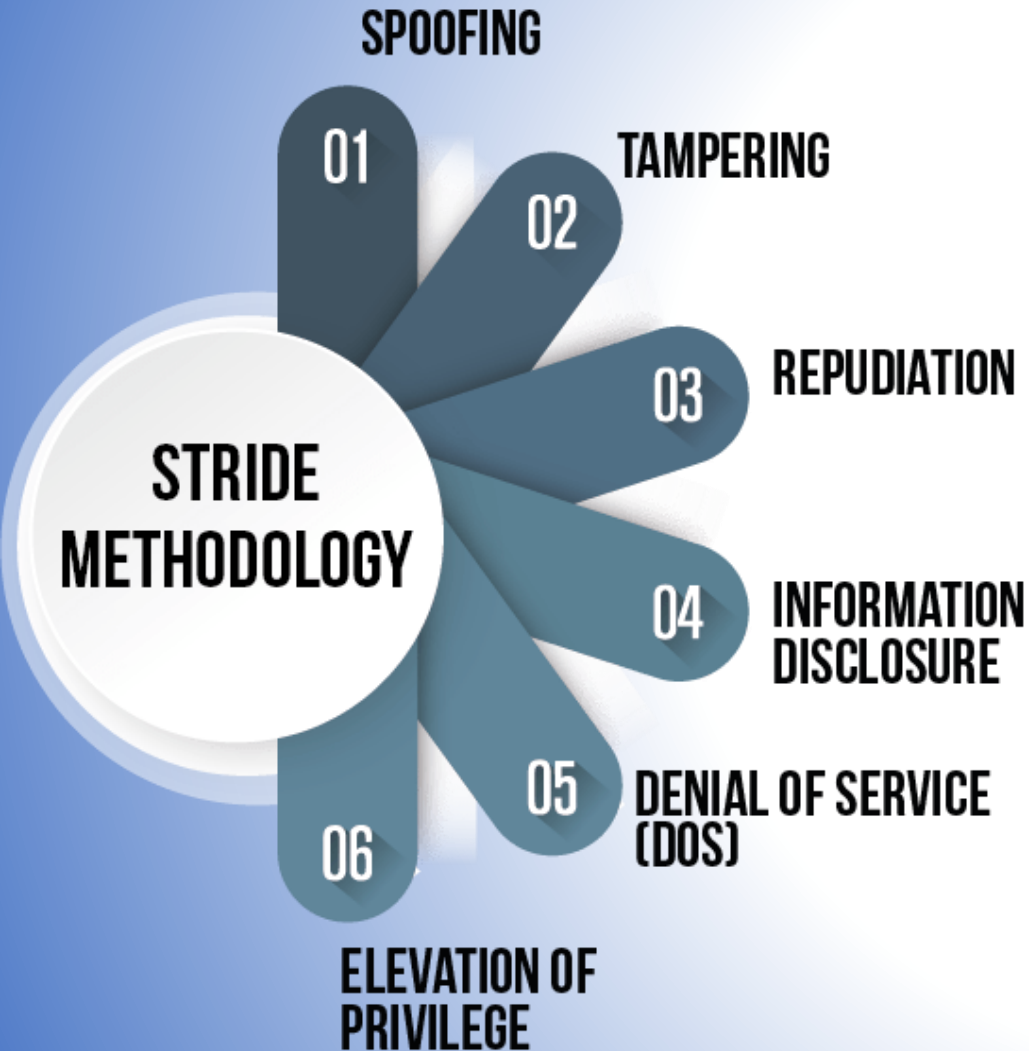 SPOOFING
01
TAMPERING
02
REPUDIATION
03
STRIDE
METHODOLOGY
04
INFORMATION
DISCLOSURE
05
DENIAL OF SERVICE
(DOS)
06
ELEVATION OF
PRIVILEGE